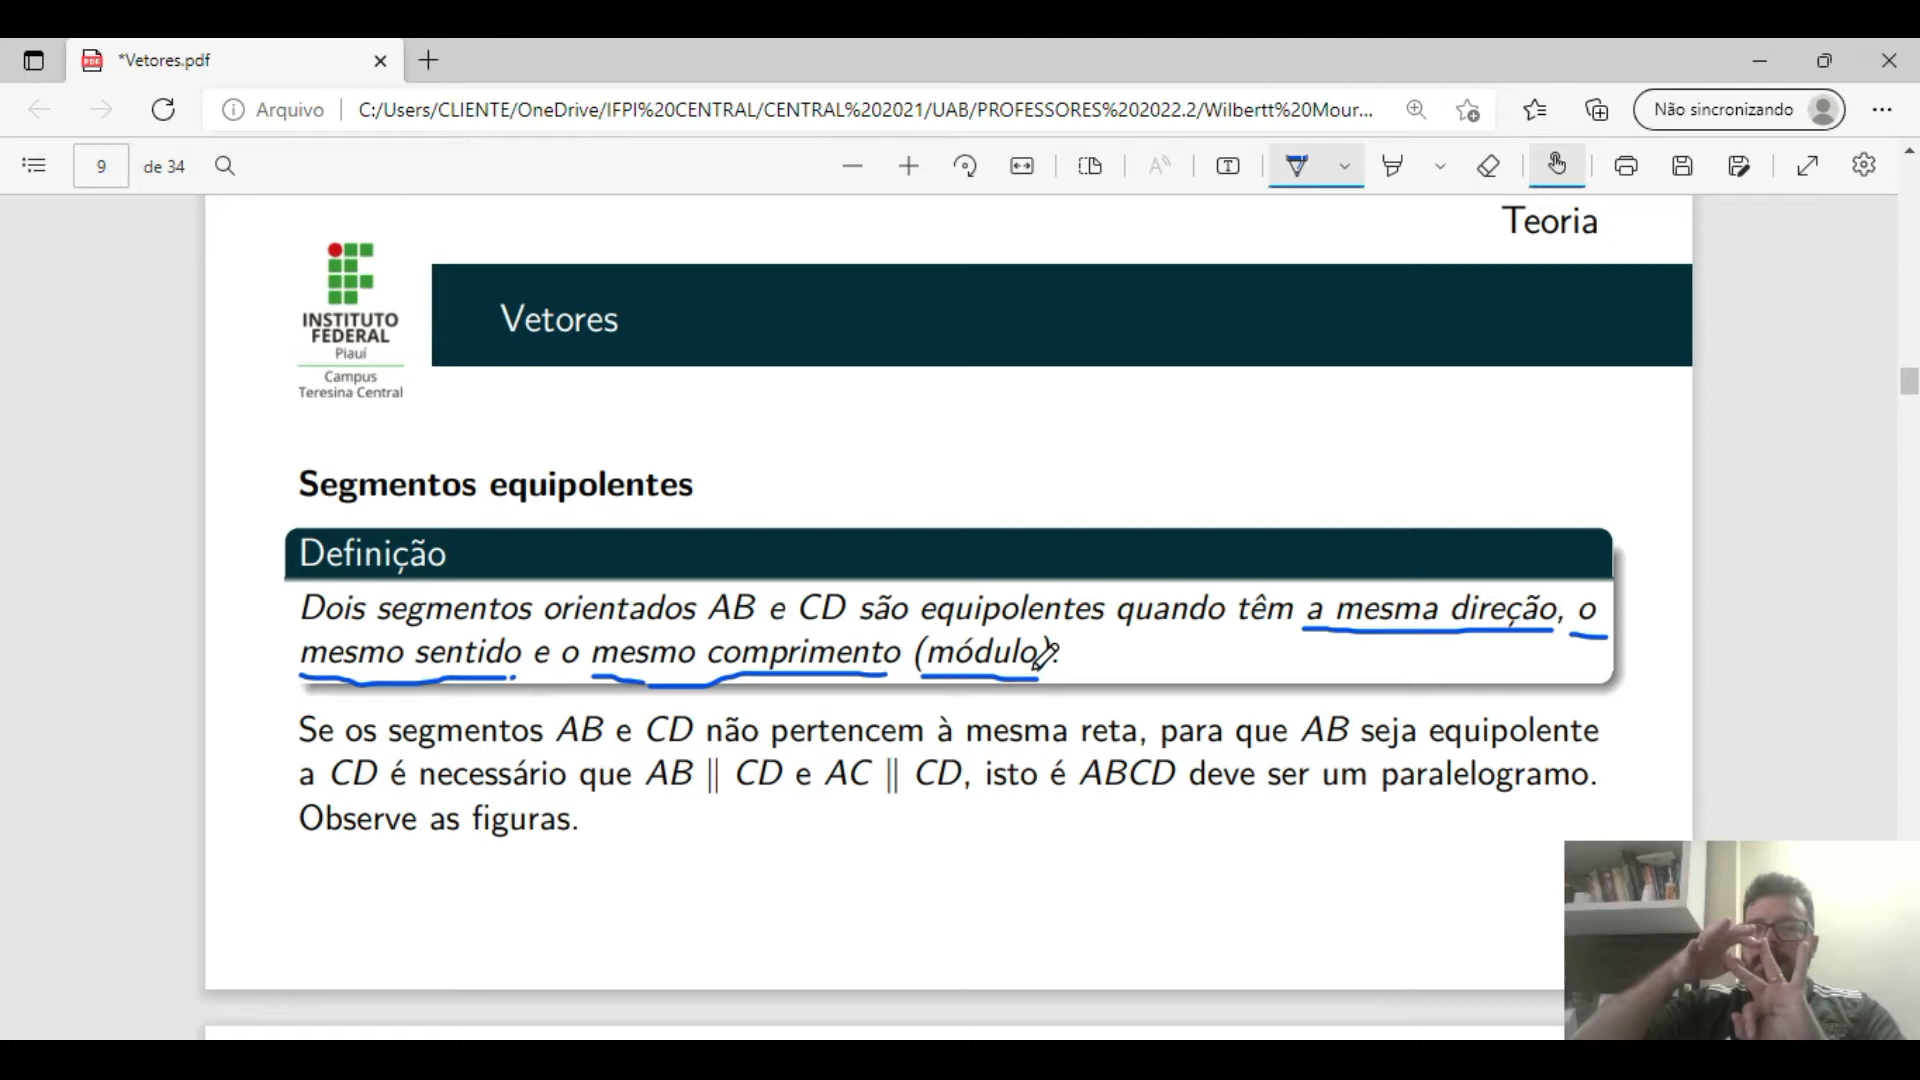 *Vetores.pdf
Arquivo
C:/Users/CLIENTE/OneDrive/IFPI%20CENTRAL/CENTRAL%202021/UAB/PROFESSORES%202022.2/Wilbertt%20Mour...
Não sincronizando
9 de 34
Teoria
INSTITUTO
FEDERAL
Piauí
Campus
Teresina Central
Vetores
Segmentos equipolentes
Definição
Dois segmentos orientados AB e CD são equipolentes quando têm a mesma direção, o
mesmo sentido e o mesmo comprimento (módulo).
Se os segmentos AB e CD não pertencem à mesma reta, para que AB seja equipolente
a CD é necessário que AB ∥ CD e AC ∥ CD, isto é ABCD deve ser um paralelogramo.
Observe as figuras.